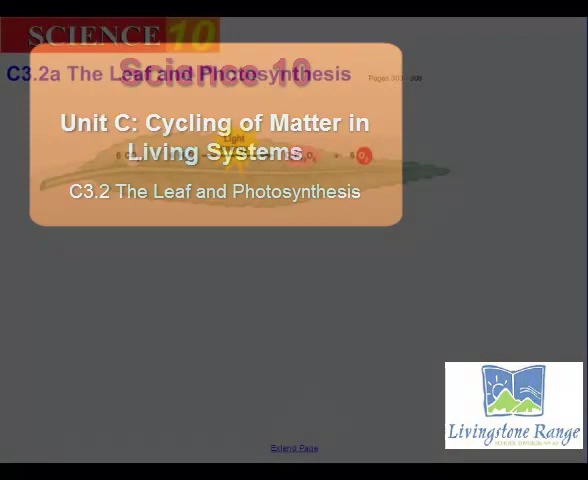 SCIENCE 10
C3.2a The Leaf and Photosynthesis
Science 10
Unit C: Cycling of Matter in
Living Systems
Light
C3.2 The Leaf and Photosynthesis
Livingstone Range
Extend Page